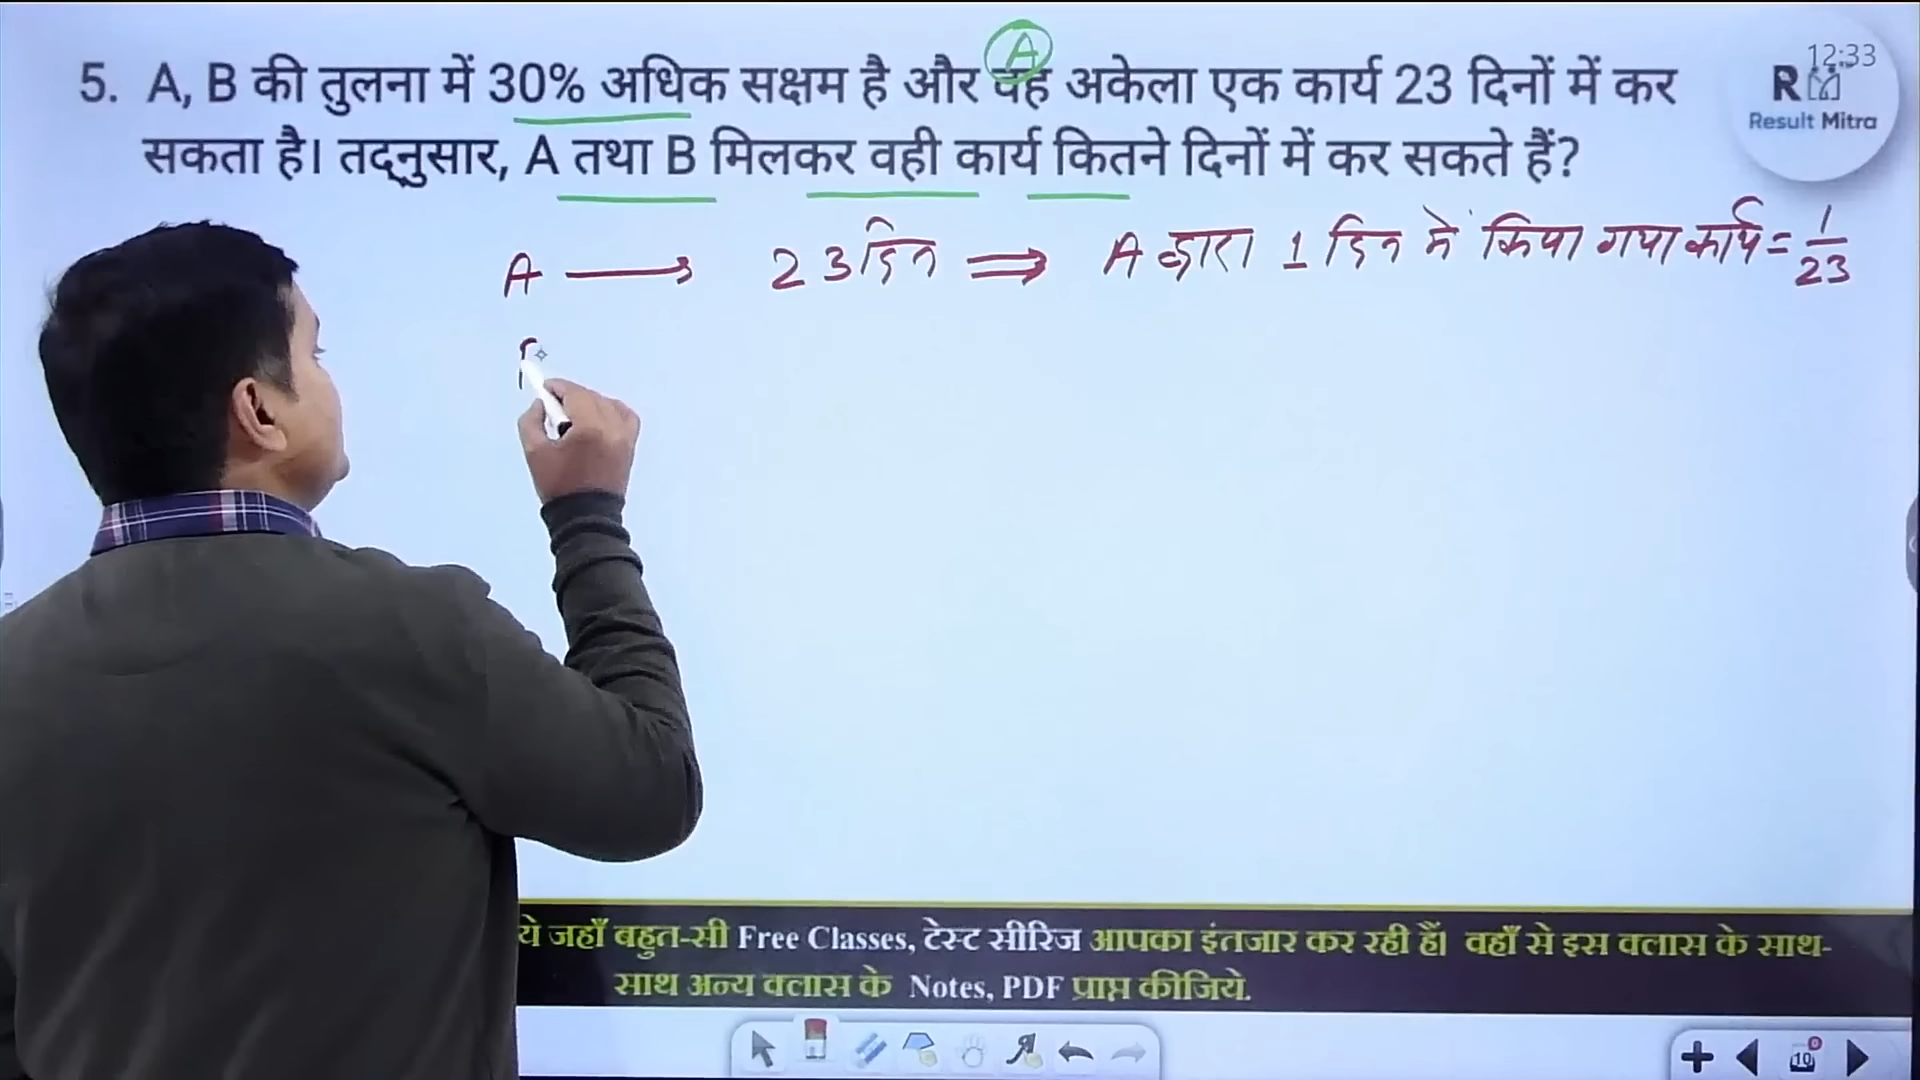 A
12:33
5. A, B की तुलना में 30% अधिक सक्षम है और वह अकेला एक कार्य 23 दिनों में कर
सकता है। तद्नुसार, A तथा B मिलकर वही कार्य कितने दिनों में कर सकते हैं?
R
Result Mitra
A → 23 दिन ⇒ A द्वारा 1 दिन में किया गया कार्य = 1/23
ये जहाँ बहुत-सी Free Classes, टेस्ट सीरिज आपका इंतजार कर रही हैं। वहाँ से इस क्लास के साथ-
साथ अन्य क्लास के Notes, PDF प्राप्त कीजिये.
10